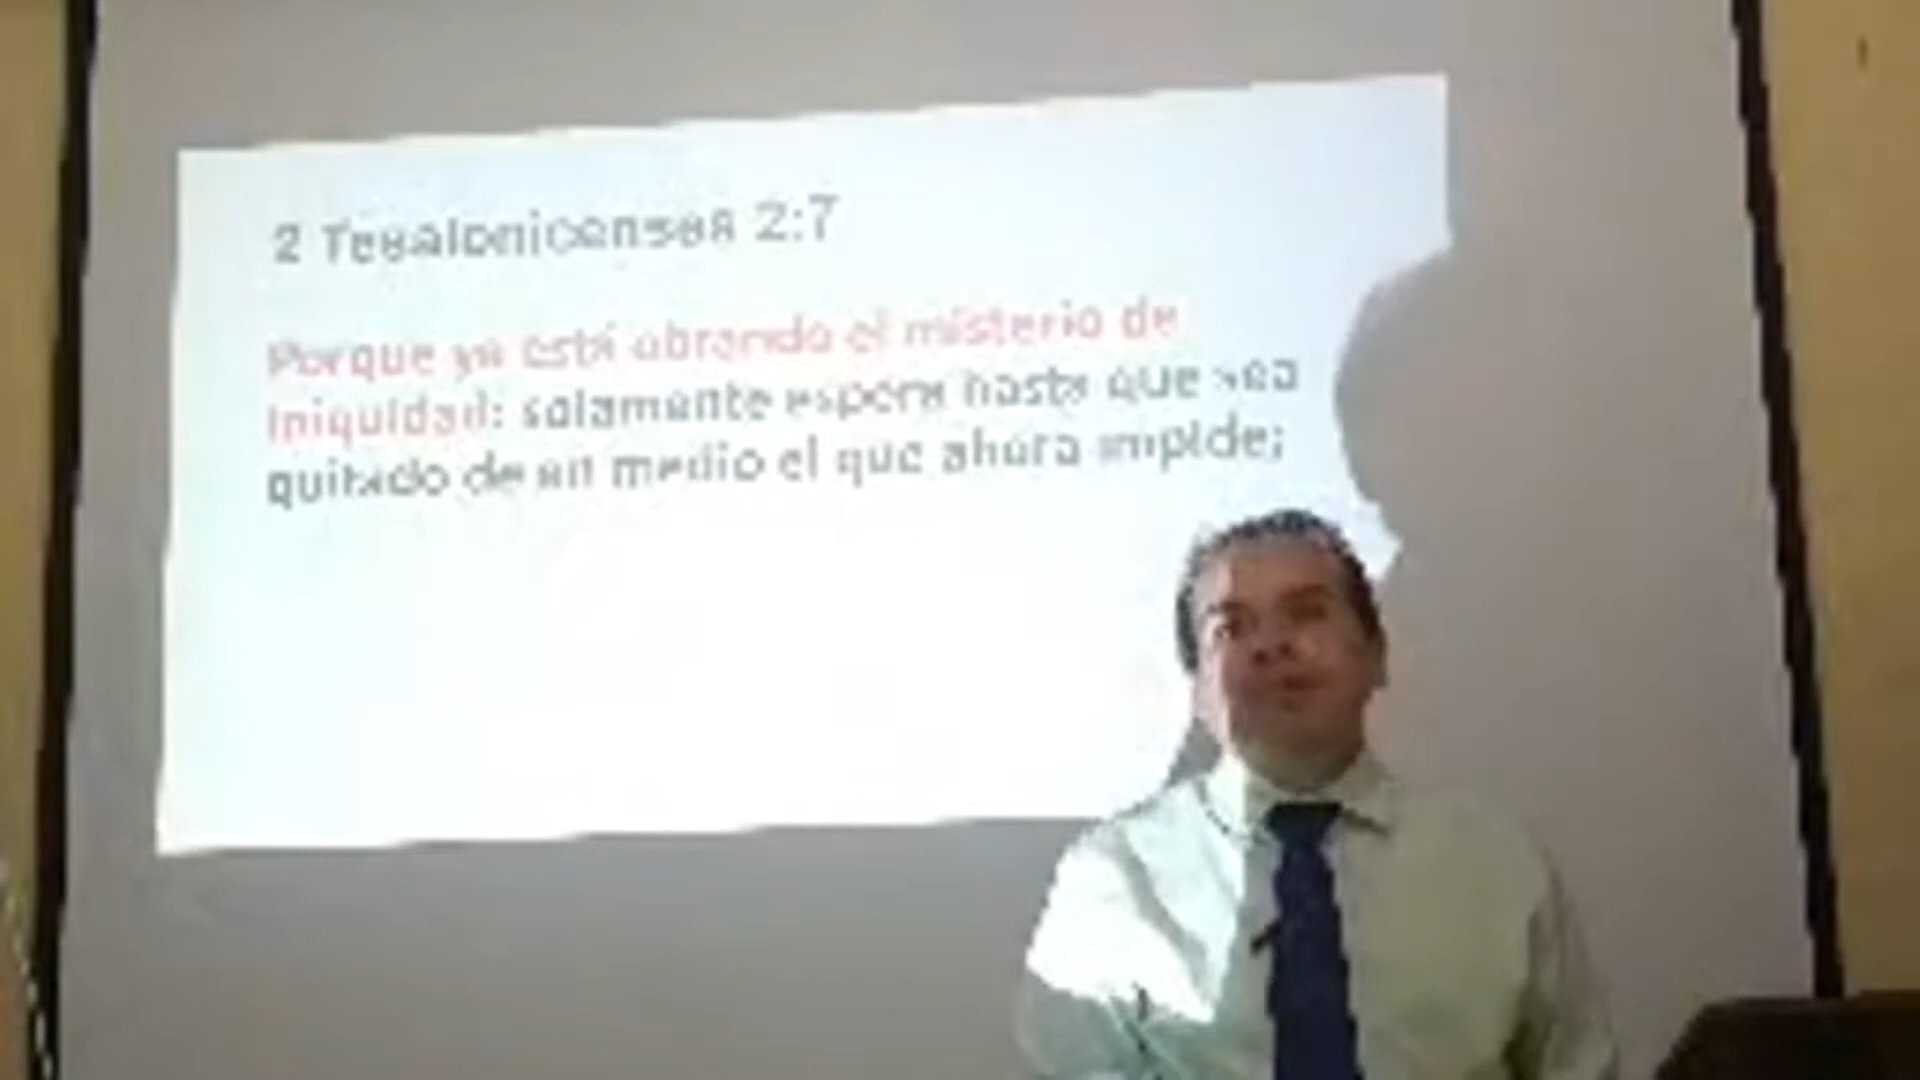 2 Tesalonicenses 2:7
Porque ya está obrando el misterio de
iniquidad: solamente espera hasta que sea
quitado de en medio el que ahora impide;